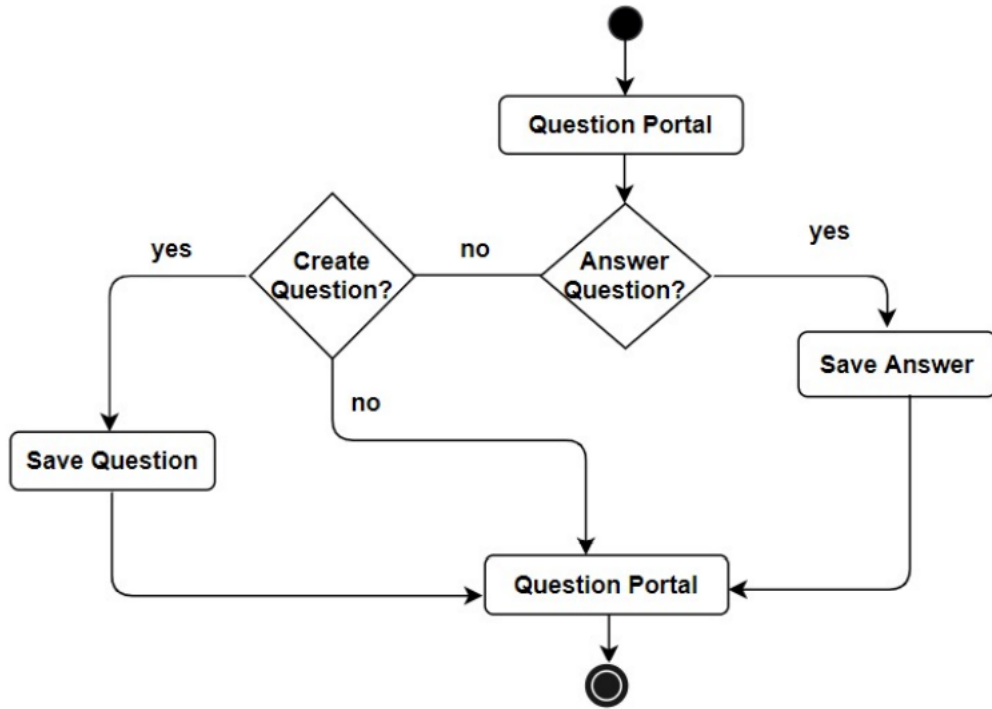 Question Portal
yes
Create
Question?
no
Answer
Question?
yes
Save Answer
no
Save Question
Question Portal